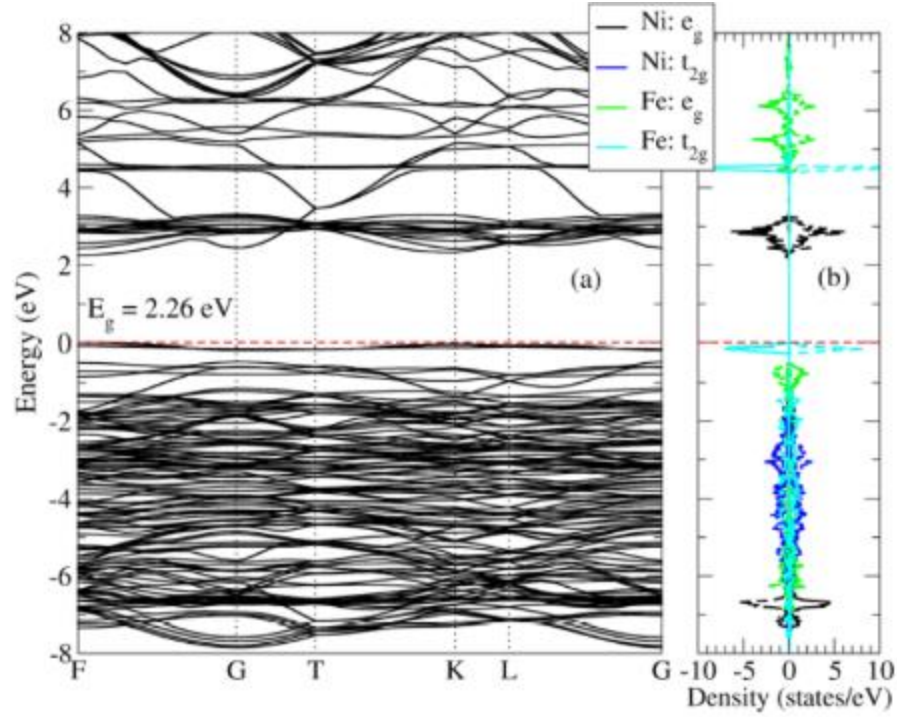 8
6
4
2
0
-2
-4
-6
-8
Energy (eV)
E_g = 2.26 eV
(a)
F G T K L G
Ni: e_g
Ni: t_2g
Fe: e_g
Fe: t_2g
(b)
-10 -5 0 5 10
Density (states/eV)